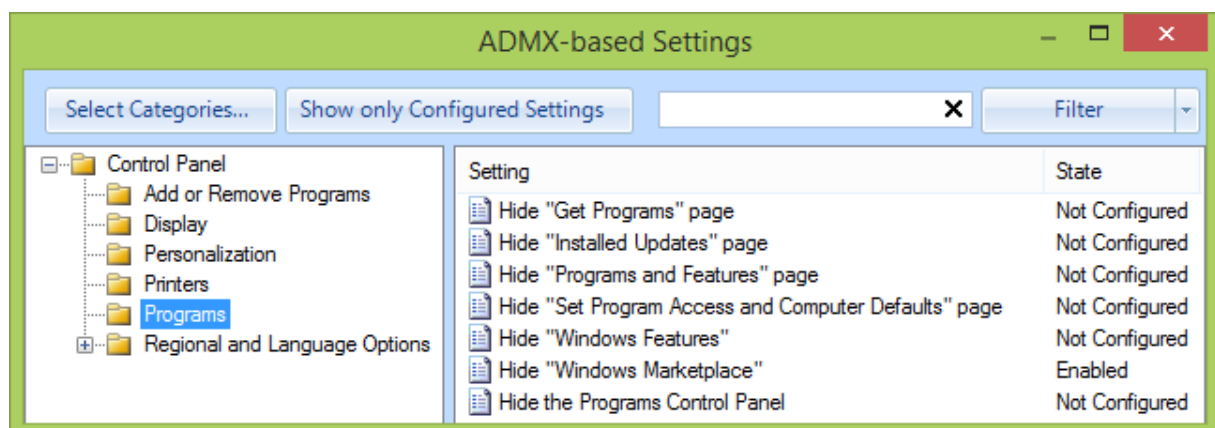 ADMX-based Settings
Select Categories... Show only Configured Settings Filter
Control Panel
Add or Remove Programs
Display
Personalization
Printers
Programs
Regional and Language Options
Setting State
Hide "Get Programs" page Not Configured
Hide "Installed Updates" page Not Configured
Hide "Programs and Features" page Not Configured
Hide "Set Program Access and Computer Defaults" page Not Configured
Hide "Windows Features" Not Configured
Hide "Windows Marketplace" Enabled
Hide the Programs Control Panel Not Configured